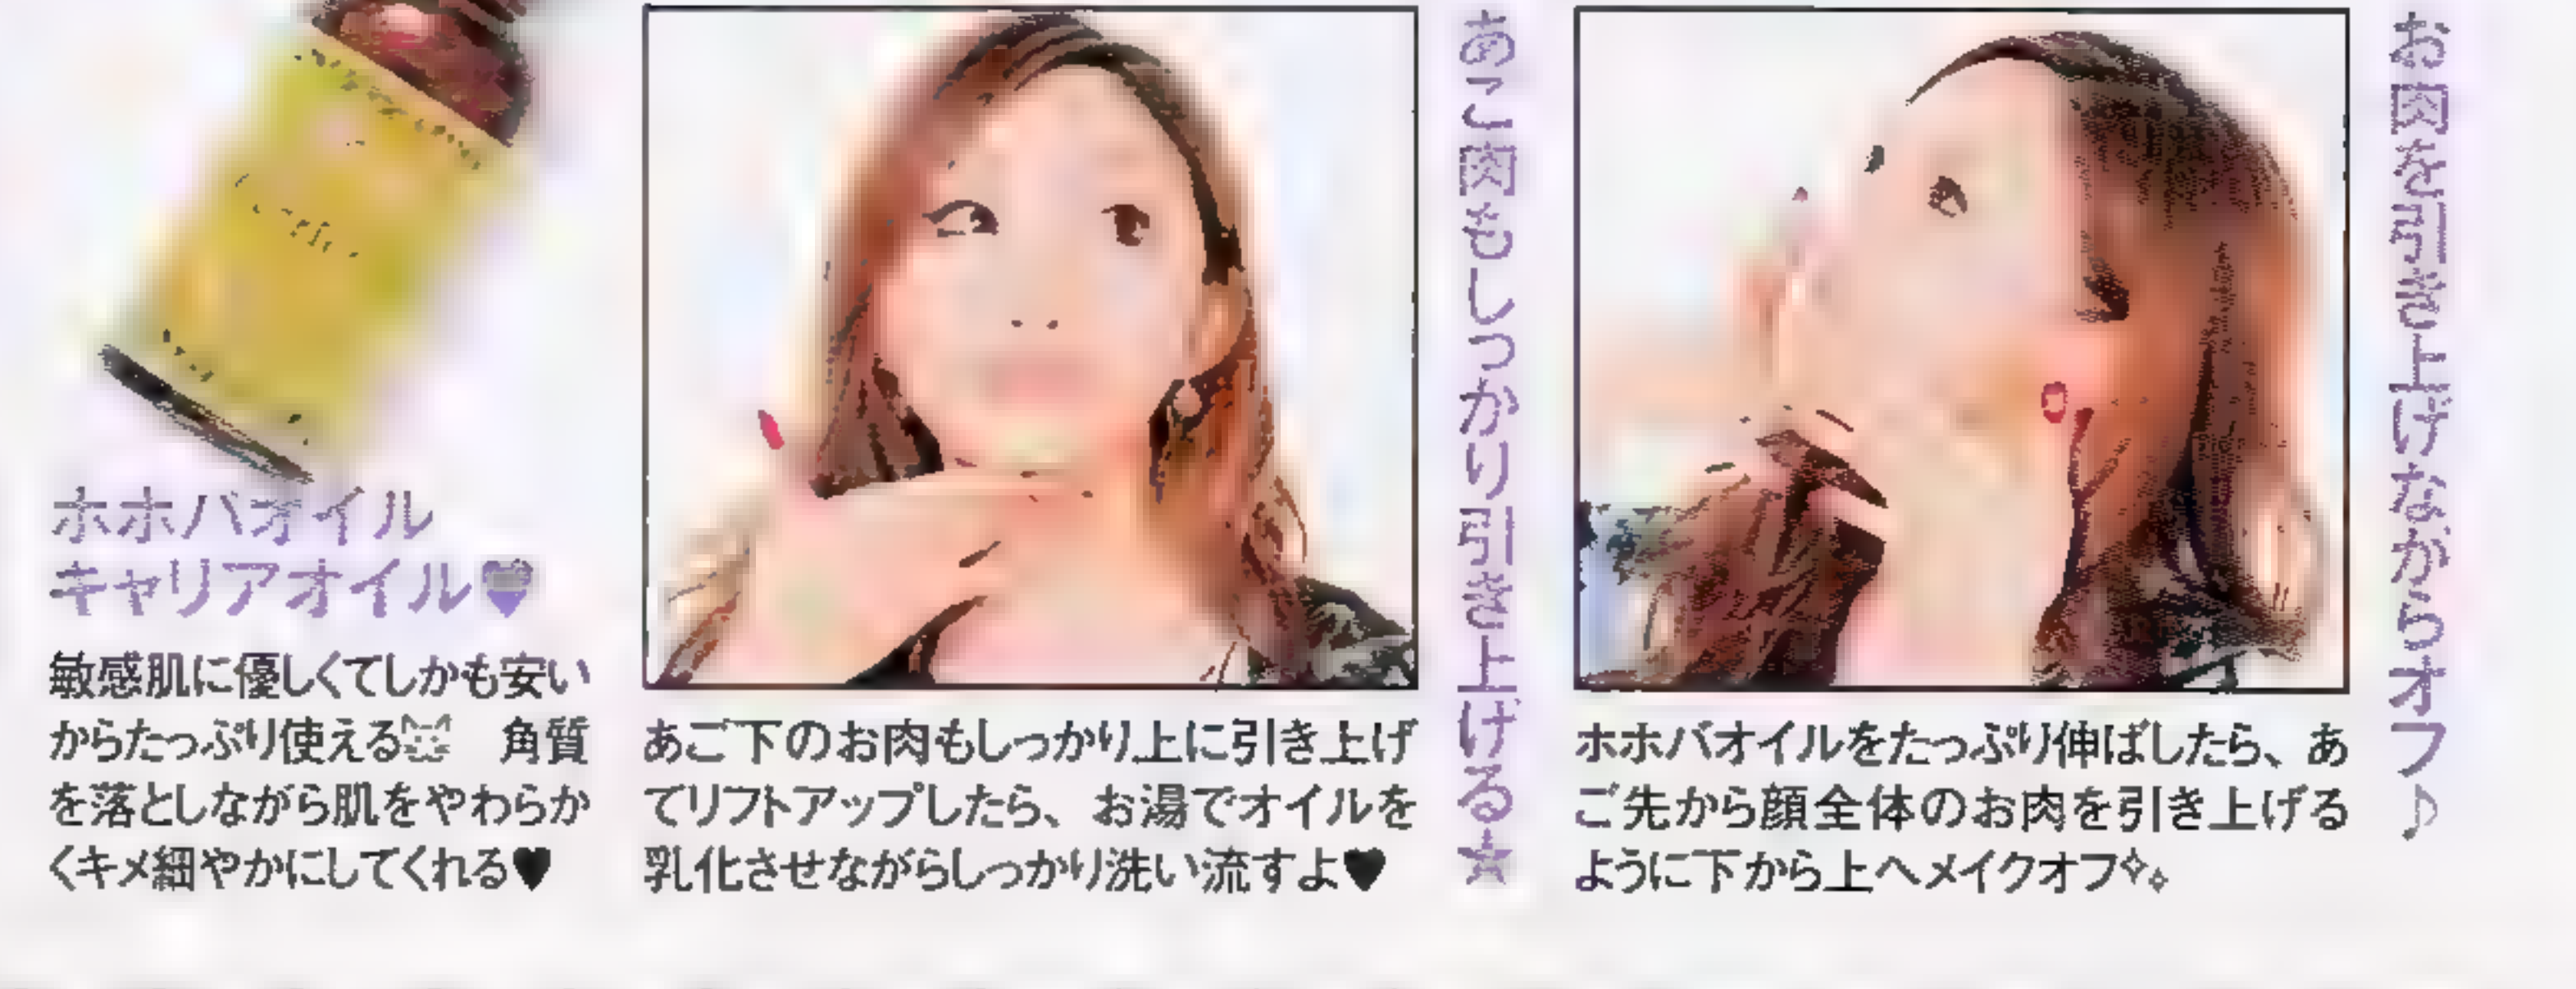 お肉を引き上げながらオフ♪
ホホバオイルをたっぷり伸ばしたら、あ
ご先から顔全体のお肉を引き上げる
ように下から上へメイクオフ✧
あご肉もしっかり引き上げる★
あご下のお肉もしっかり上に引き上げ
てリフトアップしたら、お湯でオイルを
乳化させながらしっかり洗い流すよ♥
ホホバオイル
キャリアオイル♥
敏感肌に優しくてしかも安い
からたっぷり使える🐱 角質
を落としながら肌をやわらか
くキメ細やかにしてくれる♥